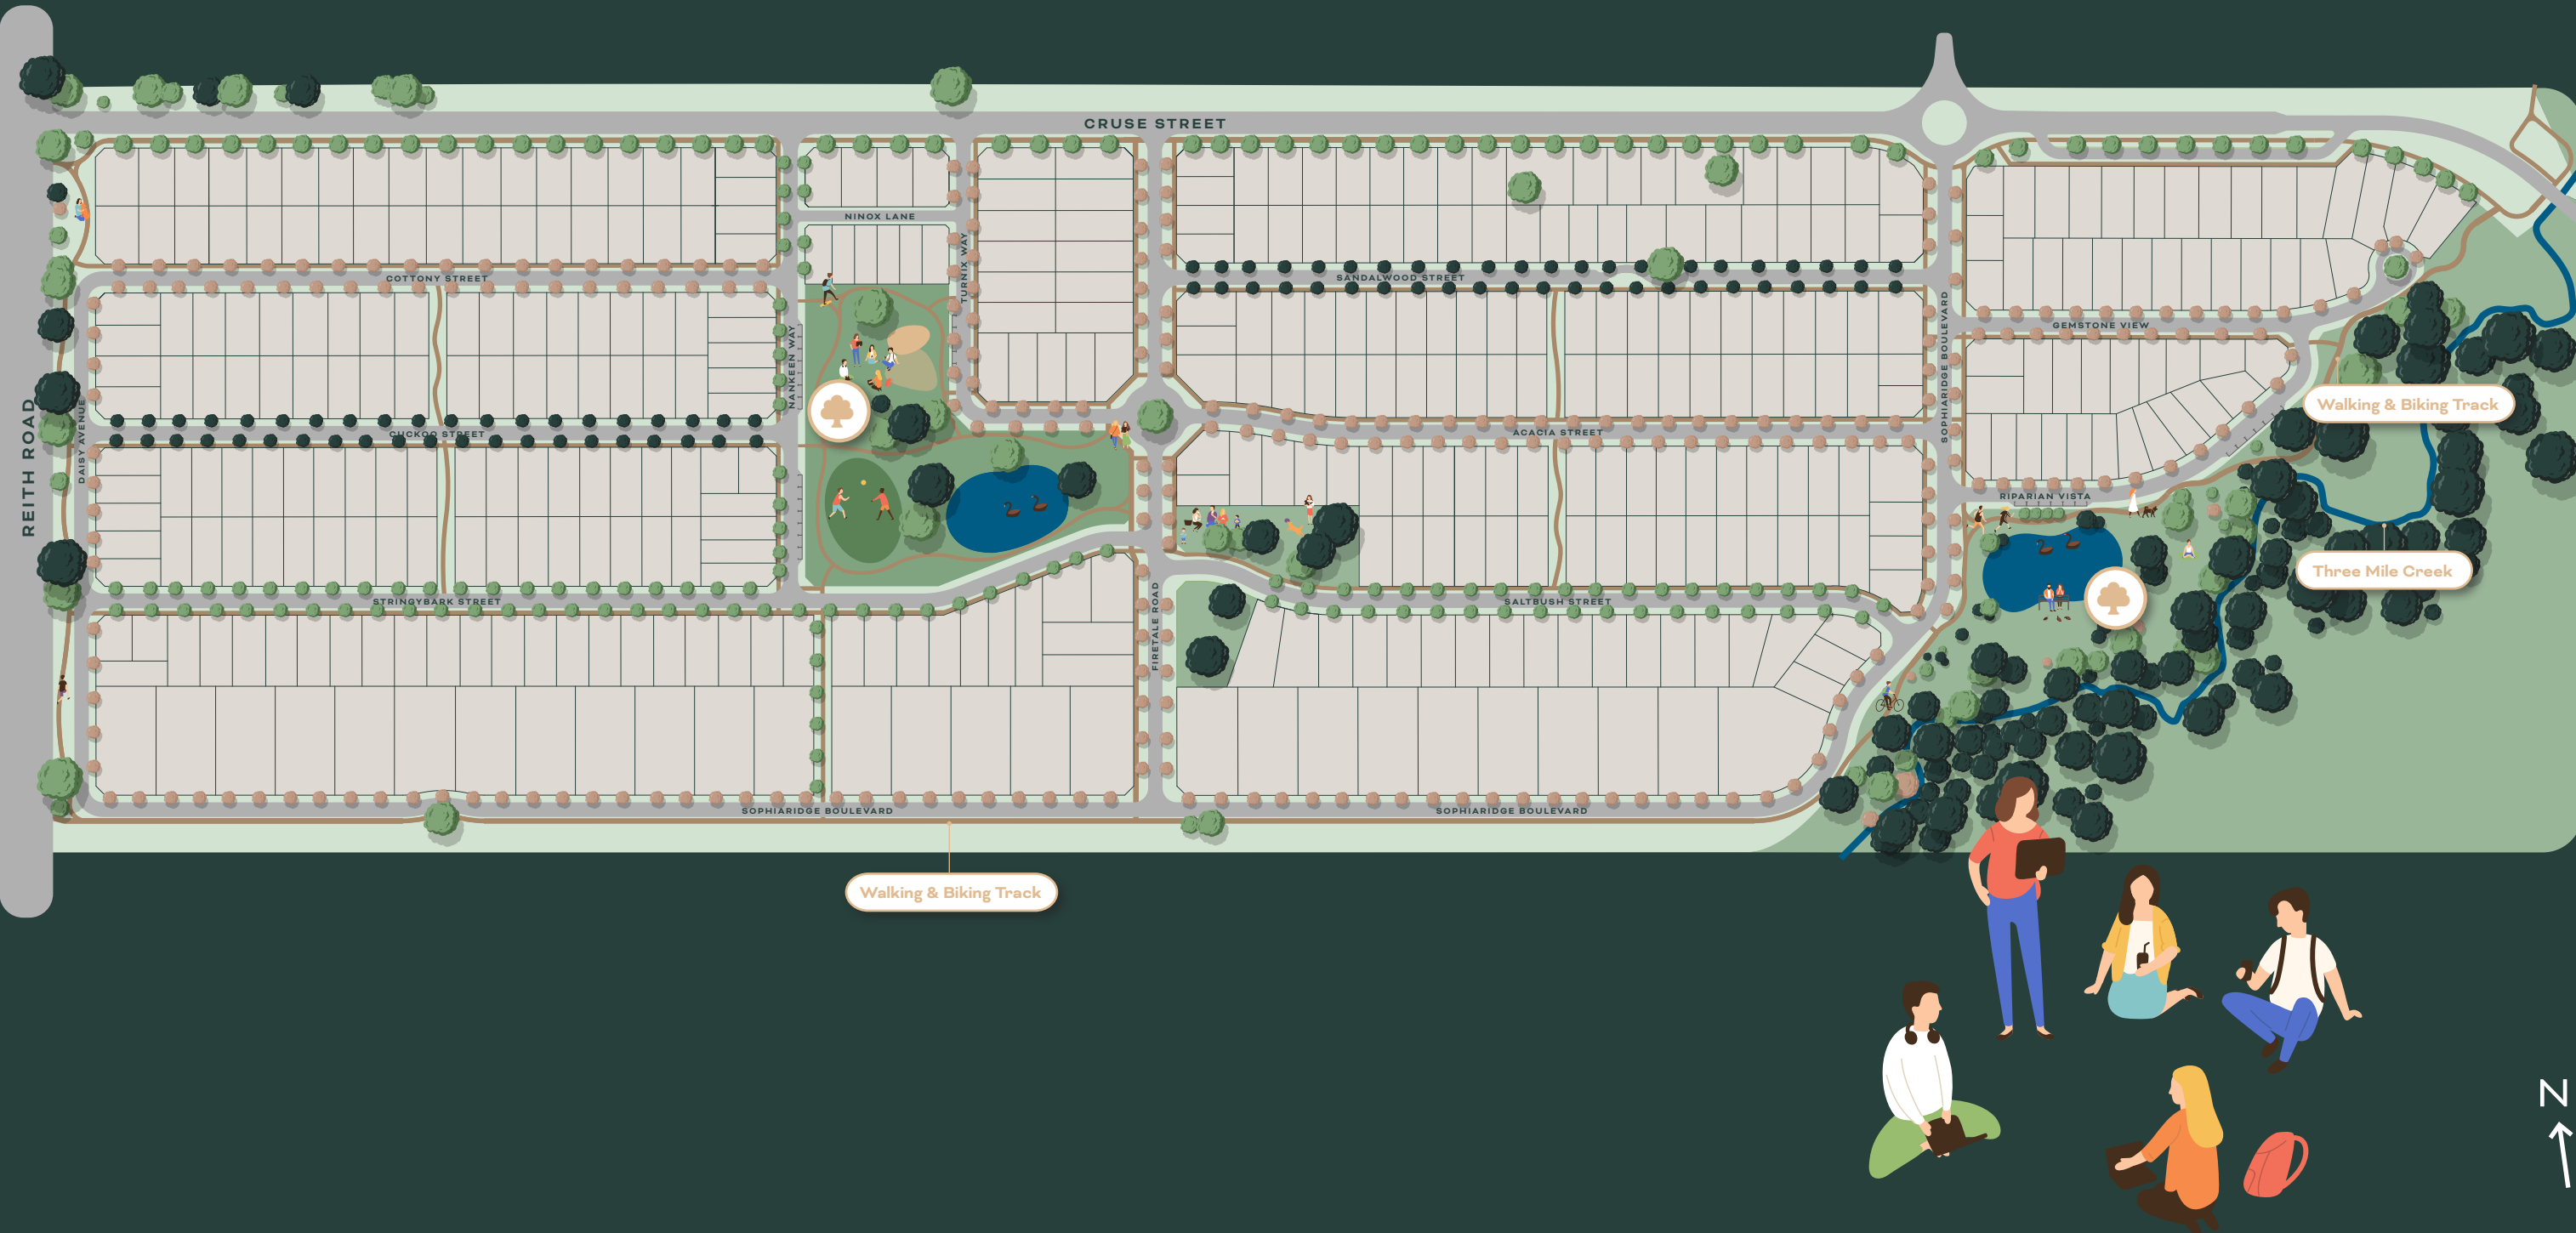 CRUSE STREET
NINOX LANE
TURNIX WAY
COTTONY STREET
SANDALWOOD STREET
SOPHIARIDGE BOULEVARD
GEMSTONE VIEW
NANKEEN WAY
REITH ROAD
DAISY AVENUE
CUCKOO STREET
ACACIA STREET
Walking & Biking Track
RIPARIAN VISTA
Three Mile Creek
STRINGYBARK STREET
FIRETALE ROAD
SALTBUSH STREET
SOPHIARIDGE BOULEVARD
SOPHIARIDGE BOULEVARD
Walking & Biking Track
N